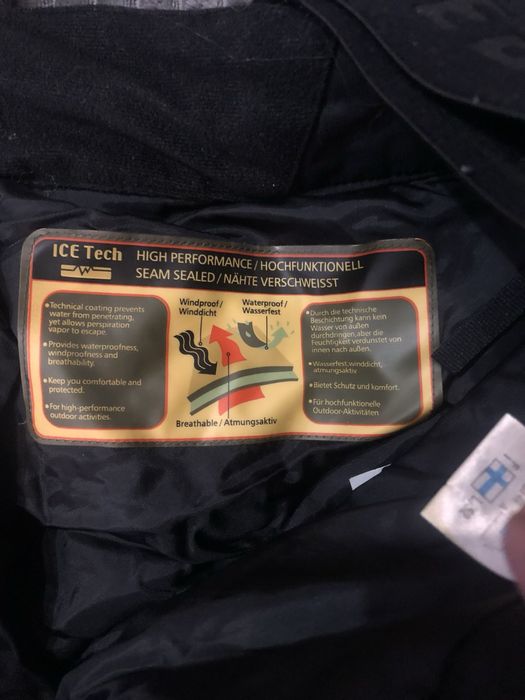 ICE Tech
HIGH PERFORMANCE / HOCHFUNKTIONELL
SEAM SEALED / NÄHTE VERSCHWEISST
•Technical coating prevents
water from penetrating,
yet allows perspiration
vapor to escape.
•Provides waterproofness,
windproofness and
breathability.
•Keep you comfortable and
protected.
•For high-performance
outdoor activities.
Windproof /
Winddicht
Waterproof /
Wasserfest
Breathable / Atmungsaktiv
•Durch die technische
Beschichtung kann kein
Wasser von außen
durchdringen, aber die
Feuchtigkeit verdunstet von
innen nach außen.
•Wasserfest, winddicht,
atmungsaktiv
•Bietet Schutz und komfort.
•Für hochfunktionelle
Outdoor-Aktivitäten